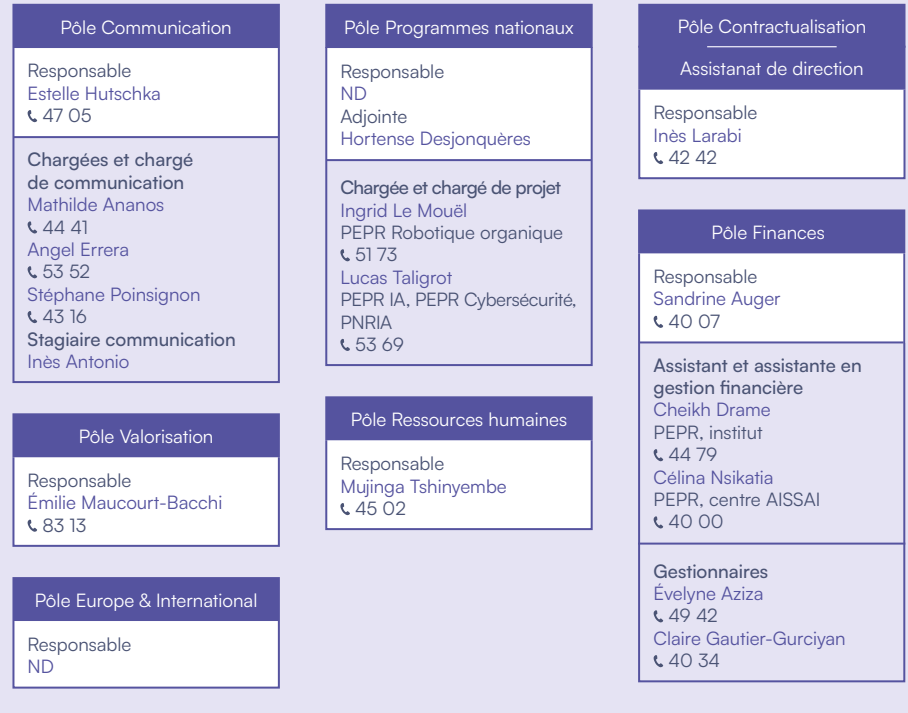 Pôle Communication
Responsable
Estelle Hutschka
47 05
Chargées et chargé
de communication
Mathilde Ananos
44 41
Angel Errera
53 52
Stéphane Poinsignon
43 16
Stagiaire communication
Inès Antonio
Pôle Valorisation
Responsable
Émilie Maucourt-Bacchi
83 13
Pôle Europe & International
Responsable
ND
Pôle Programmes nationaux
Responsable
ND
Adjointe
Hortense Desjonquères
Chargée et chargé de projet
Ingrid Le Mouël
PEPR Robotique organique
51 73
Lucas Taligrot
PEPR IA, PEPR Cybersécurité,
PNRIA
53 69
Pôle Ressources humaines
Responsable
Mujinga Tshinyembe
45 02
Pôle Contractualisation
Assistanat de direction
Responsable
Inès Larabi
42 42
Pôle Finances
Responsable
Sandrine Auger
40 07
Assistant et assistante en
gestion financière
Cheikh Drame
PEPR, institut
44 79
Célina Nsikatia
PEPR, centre AISSAI
40 00
Gestionnaires
Évelyne Aziza
49 42
Claire Gautier-Gurciyan
40 34